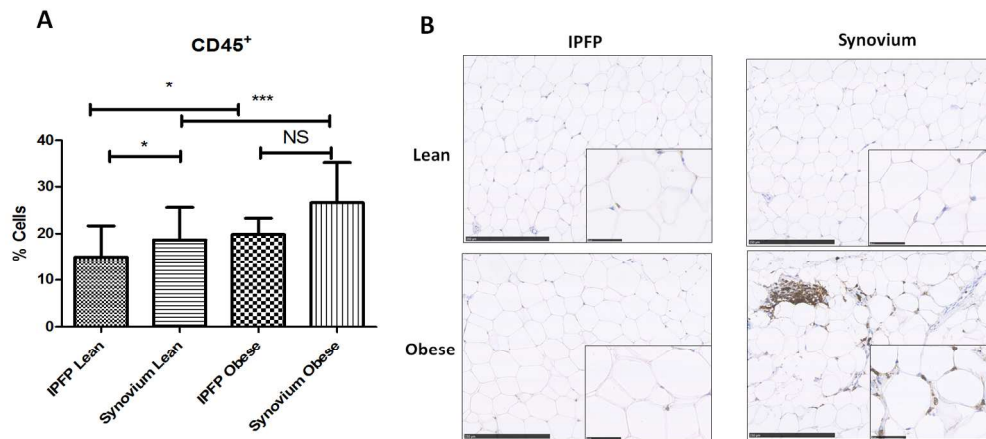 A
CD45+
*
***
*
NS
% Cells
40
30
20
10
0
IPFP Lean
Synovium Lean
IPFP Obese
Synovium Obese
B
IPFP
Synovium
Lean
Obese